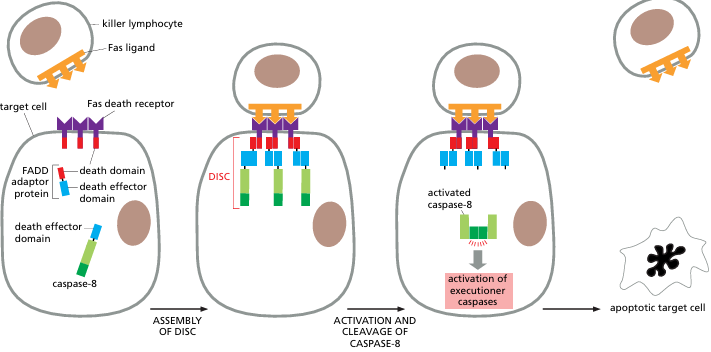 killer lymphocyte
Fas ligand
target cell
Fas death receptor
FADD
adaptor
protein
death domain
death effector
domain
death effector
domain
caspase-8
ASSEMBLY
OF DISC
DISC
ACTIVATION AND
CLEAVAGE OF
CASPASE-8
activated
caspase-8
activation of
executioner
caspases
apoptotic target cell